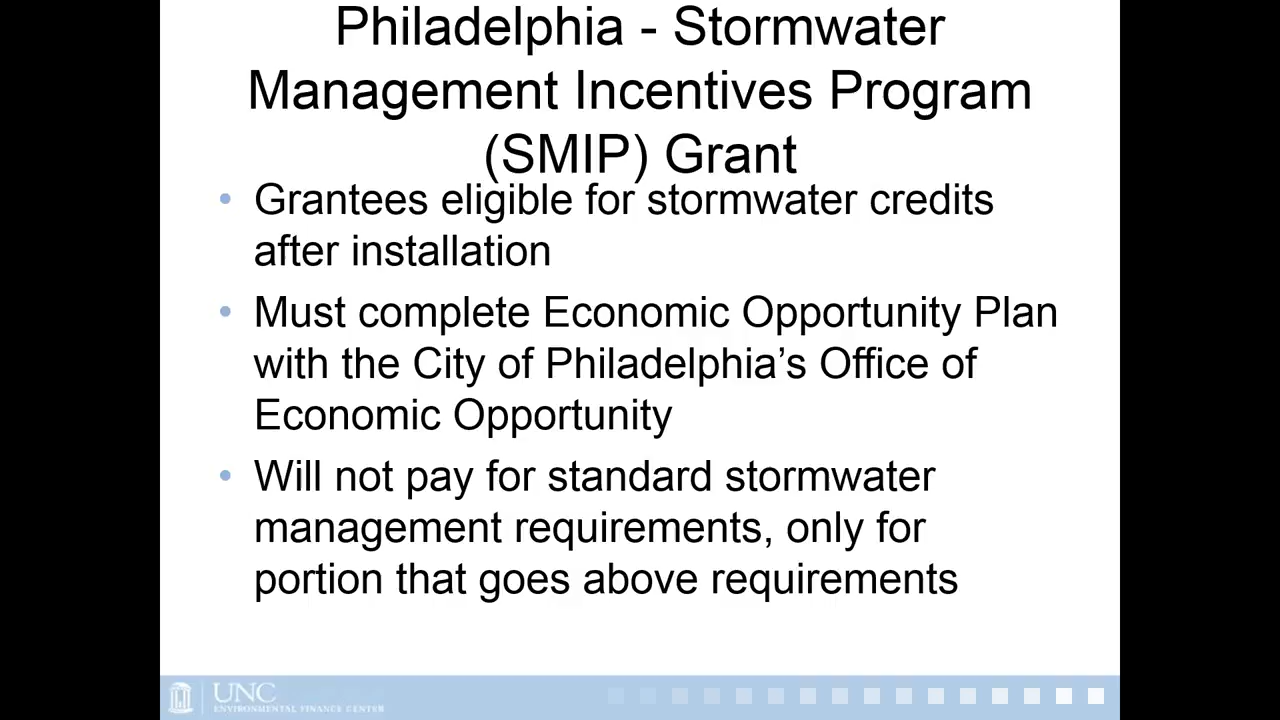 Philadelphia - Stormwater
Management Incentives Program
(SMIP) Grant
• Grantees eligible for stormwater credits
after installation
• Must complete Economic Opportunity Plan
with the City of Philadelphia’s Office of
Economic Opportunity
• Will not pay for standard stormwater
management requirements, only for
portion that goes above requirements
UNC
ENVIRONMENTAL FINANCE CENTER